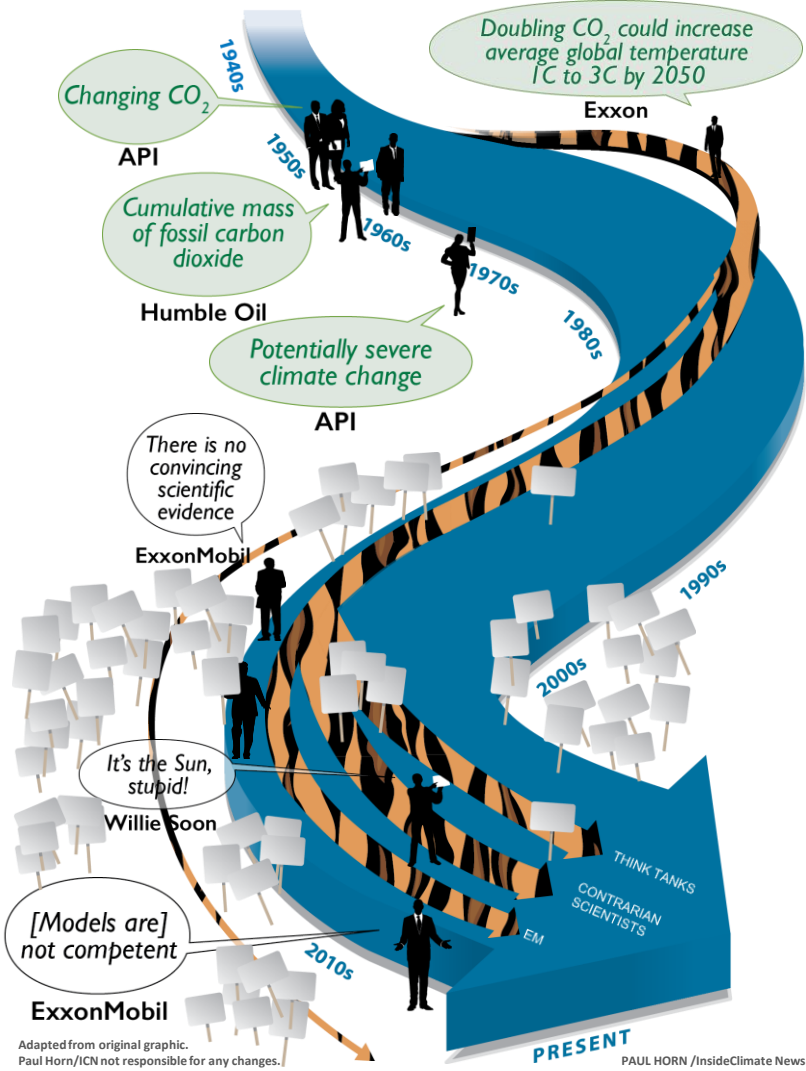 1940s
Doubling CO2 could increase
average global temperature
1C to 3C by 2050
Exxon
Changing CO2
API
1950s
Cumulative mass
of fossil carbon
dioxide
Humble Oil
1960s
1970s
1980s
Potentially severe
climate change
API
There is no
convincing
scientific
evidence
ExxonMobil
1990s
2000s
It's the Sun,
stupid!
Willie Soon
THINK TANKS
CONTRARIAN
SCIENTISTS
EM
[Models are]
not competent
ExxonMobil
2010s
PRESENT
Adapted from original graphic.
Paul Horn/ICN not responsible for any changes.
PAUL HORN /InsideClimate News